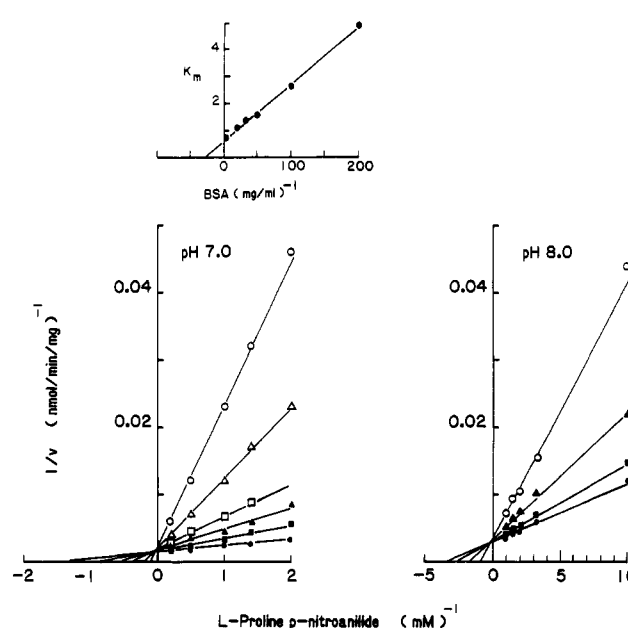 4
K m
2
0 100 200
BSA ( mg/ml )⁻¹
pH 7.0
pH 8.0
0.04
0.04
1/v ( nmol/min/mg )⁻¹
0.02
0.02
-2 -1 0 1 2
-5 0 5 10
L-Proline p-nitroanilide ( mM )⁻¹